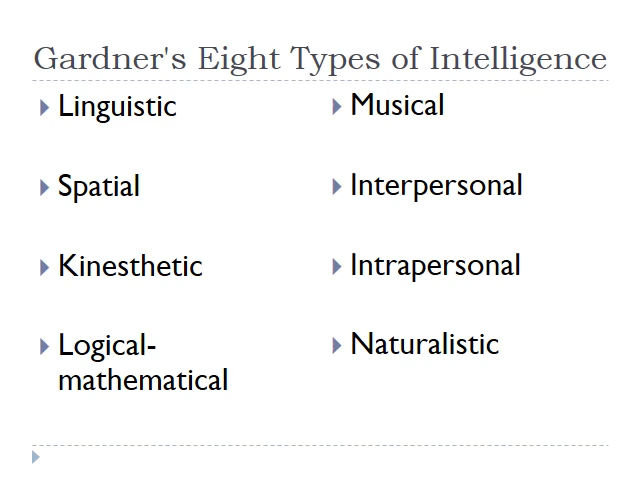 Gardner's Eight Types of Intelligence
Linguistic
Spatial
Kinesthetic
Logical-
mathematical
Musical
Interpersonal
Intrapersonal
Naturalistic